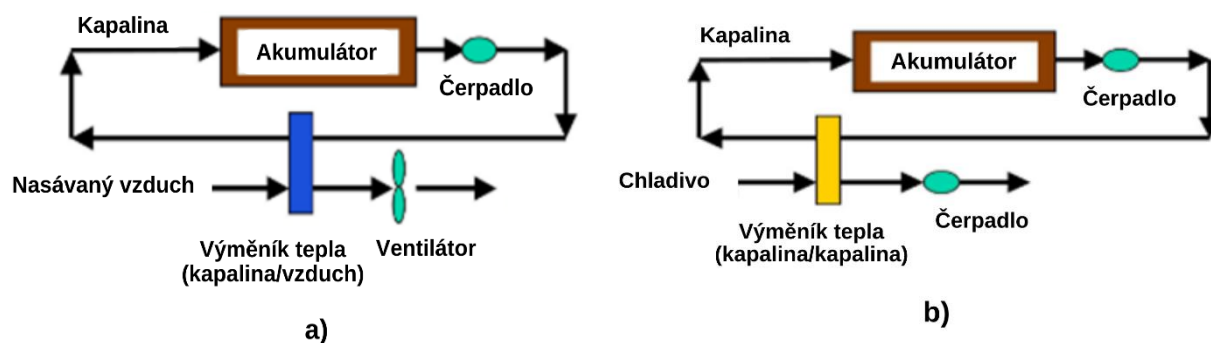 Kapalina
Akumulátor
Čerpadlo
Nasávaný vzduch
Výměník tepla
(kapalina/vzduch)
Ventilátor
a)
Kapalina
Akumulátor
Čerpadlo
Chladivo
Čerpadlo
Výměník tepla
(kapalina/kapalina)
b)